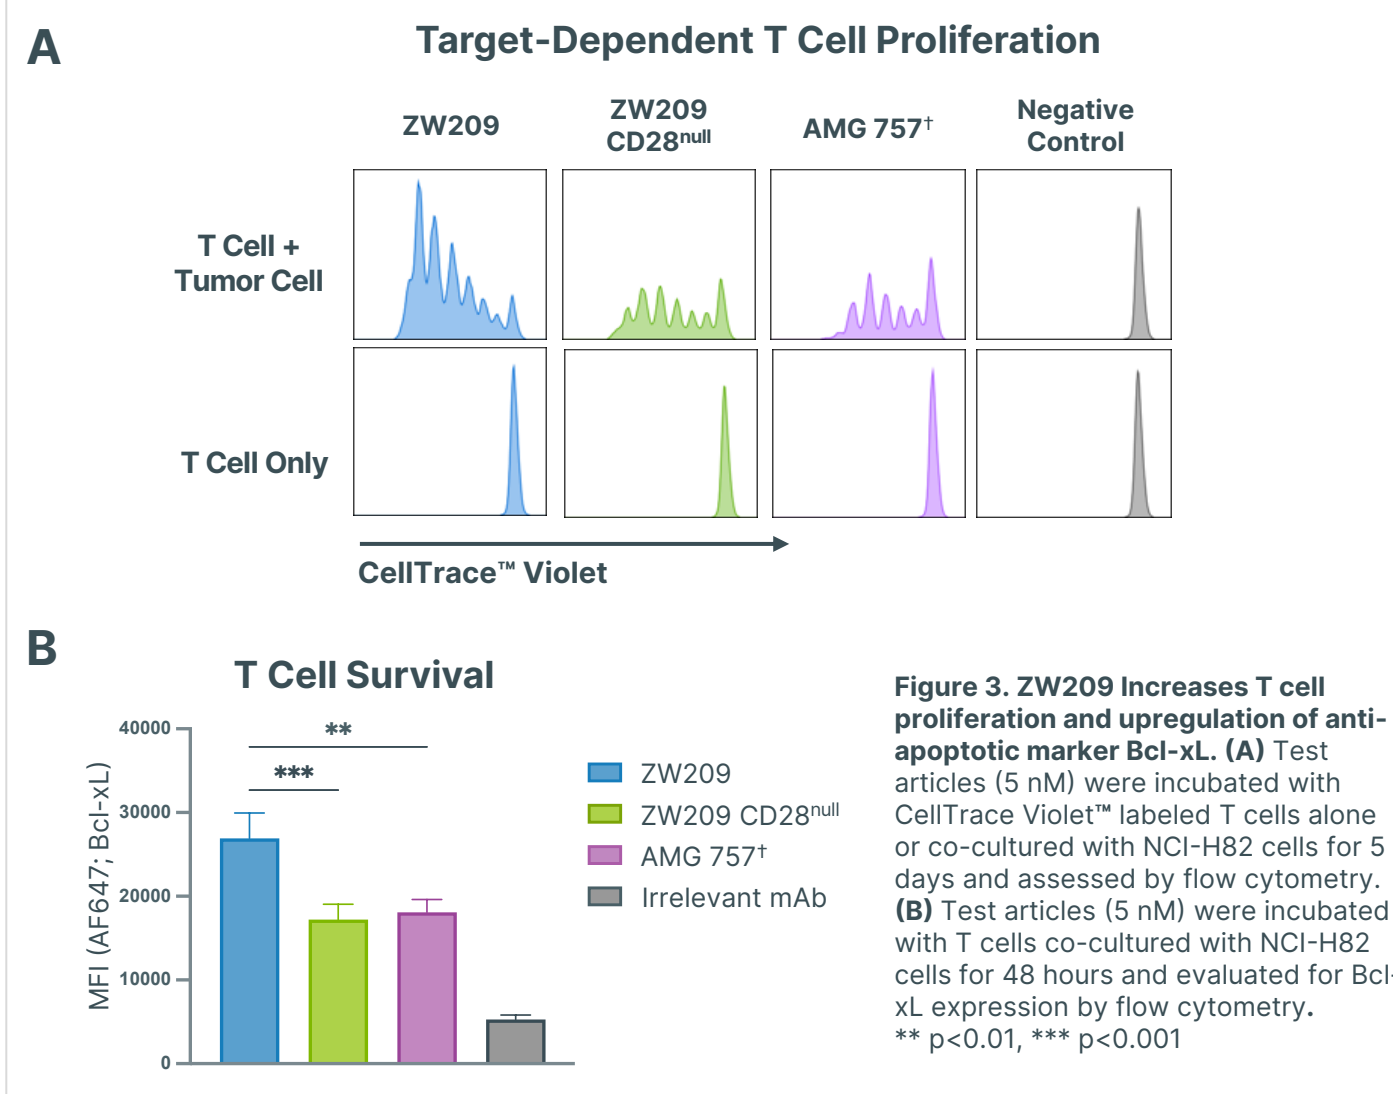 A
Target-Dependent T Cell Proliferation
ZW209
ZW209
CD28null
AMG 757†
Negative
Control
T Cell +
Tumor Cell
T Cell Only
CellTrace™ Violet
B
T Cell Survival
MFI (AF647; Bcl-xL)
40000
30000
20000
10000
0
**
***
ZW209
ZW209 CD28null
AMG 757†
Irrelevant mAb
Figure 3. ZW209 Increases T cell
proliferation and upregulation of anti-
apoptotic marker Bcl-xL. (A) Test
articles (5 nM) were incubated with
CellTrace Violet™ labeled T cells alone
or co-cultured with NCI-H82 cells for 5
days and assessed by flow cytometry.
(B) Test articles (5 nM) were incubated
with T cells co-cultured with NCI-H82
cells for 48 hours and evaluated for Bcl-
xL expression by flow cytometry.
** p<0.01, *** p<0.001